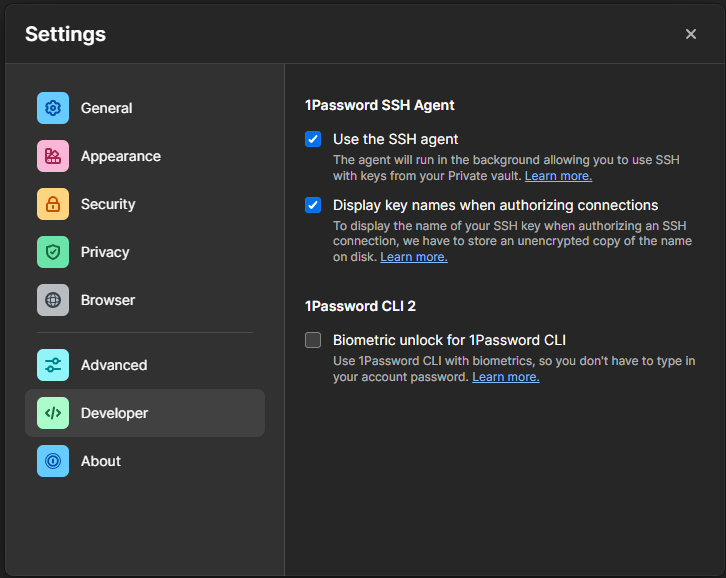 Settings
General
Appearance
Security
Privacy
Browser
Advanced
Developer
About
1Password SSH Agent
Use the SSH agent
The agent will run in the background allowing you to use SSH
with keys from your Private vault. Learn more.
Display key names when authorizing connections
To display the name of your SSH key when authorizing an SSH
connection, we have to store an unencrypted copy of the name
on disk. Learn more.
1Password CLI 2
Biometric unlock for 1Password CLI
Use 1Password CLI with biometrics, so you don't have to type in
your account password. Learn more.